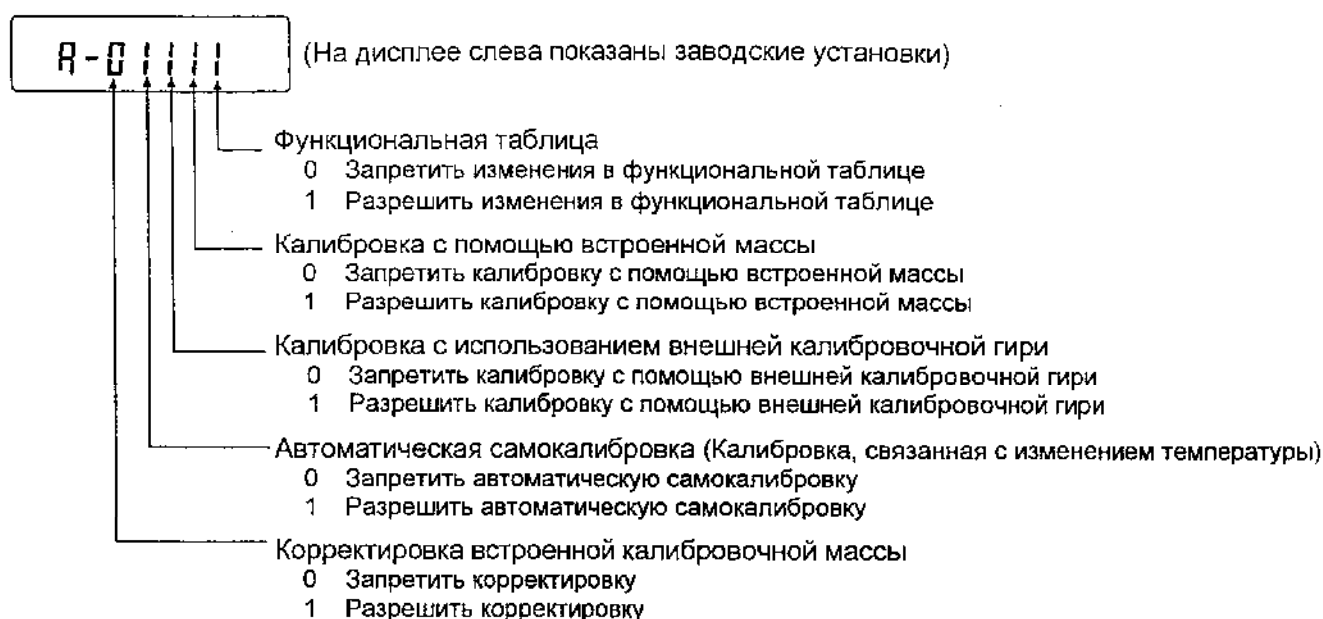 A-01111 (На дисплее слева показаны заводские установки)
Функциональная таблица
0 Запретить изменения в функциональной таблице
1 Разрешить изменения в функциональной таблице
Калибровка с помощью встроенной массы
0 Запретить калибровку с помощью встроенной массы
1 Разрешить калибровку с помощью встроенной массы
Калибровка с использованием внешней калибровочной гири
0 Запретить калибровку с помощью внешней калибровочной гири
1 Разрешить калибровку с помощью внешней калибровочной гири
Автоматическая самокалибровка (Калибровка, связанная с изменением температуры)
0 Запретить автоматическую самокалибровку
1 Разрешить автоматическую самокалибровку
Корректировка встроенной калибровочной массы
0 Запретить корректировку
1 Разрешить корректировку